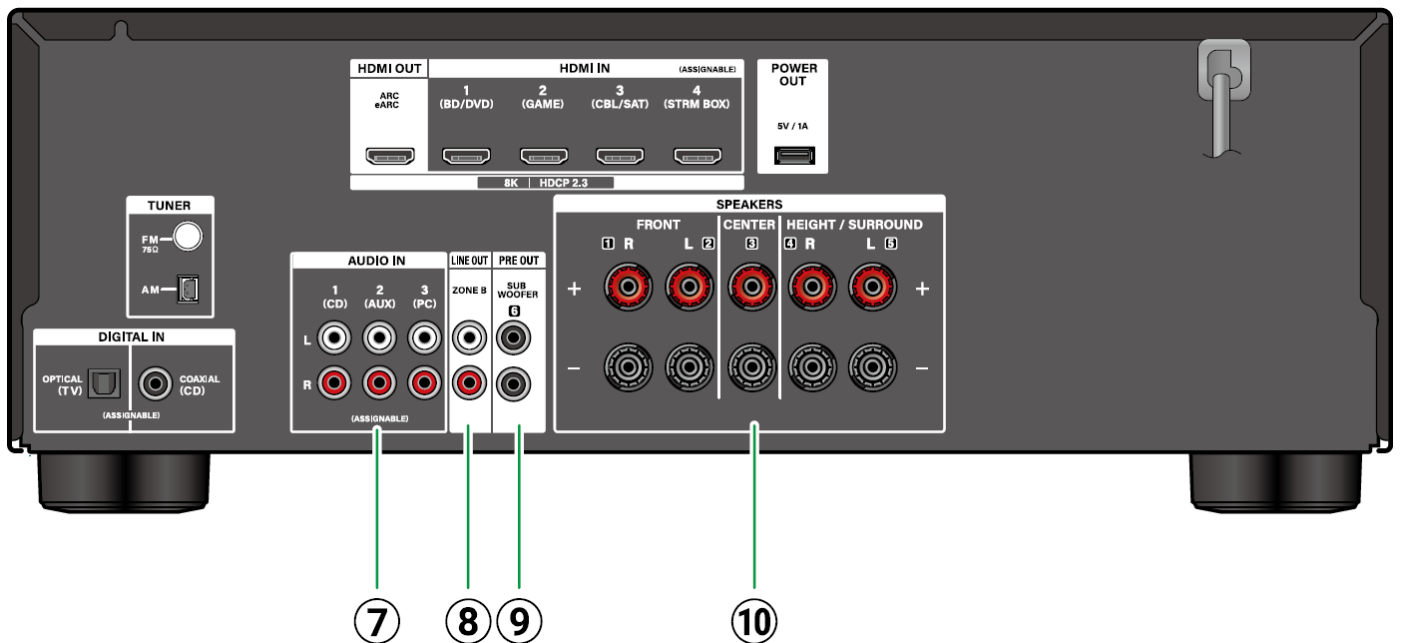 HDMI OUT
HDMI IN
(ASSIGNABLE)
ARC
eARC
1
(BD/DVD)
2
(GAME)
3
(CBL/SAT)
4
(STRM BOX)
8K | HDCP 2.3
POWER
OUT
5V / 1A
TUNER
FM
75Ω
AM
DIGITAL IN
OPTICAL
(TV)
COAXIAL
(CD)
(ASSIGNABLE)
AUDIO IN
1
(CD)
2
(AUX)
3
(PC)
L
R
(ASSIGNABLE)
LINE OUT
ZONE B
PRE OUT
SUB
WOOFER
6
SPEAKERS
FRONT
1 R
L 2
CENTER
3
HEIGHT / SURROUND
4 R
L 5
+
+
−
−
7
8
9
10